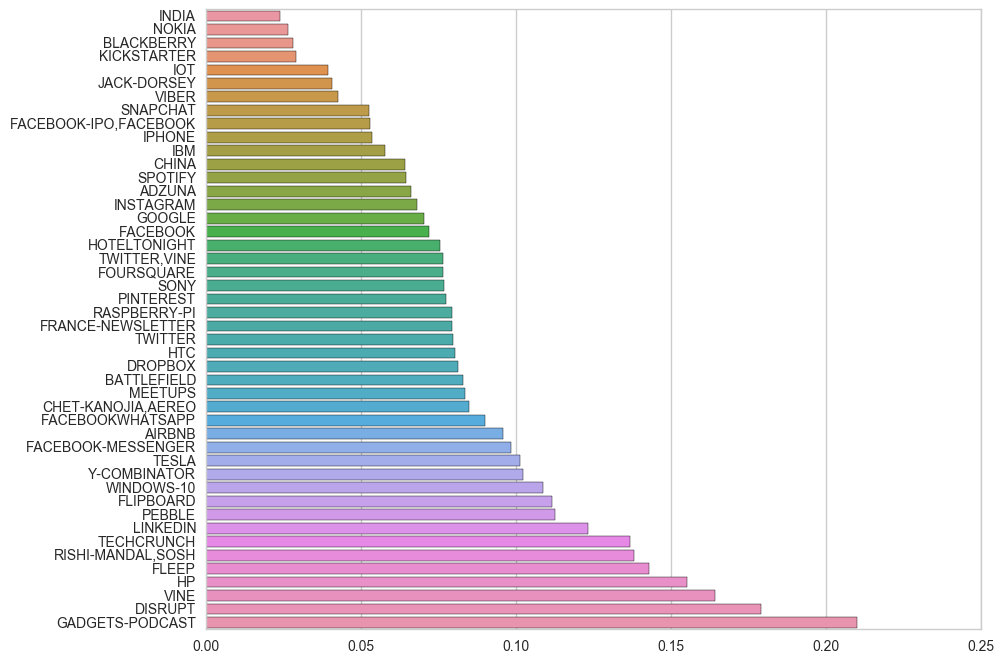 INDIA
NOKIA
BLACKBERRY
KICKSTARTER
IOT
JACK-DORSEY
VIBER
SNAPCHAT
FACEBOOK-IPO,FACEBOOK
IPHONE
IBM
CHINA
SPOTIFY
ADZUNA
INSTAGRAM
GOOGLE
FACEBOOK
HOTELTONIGHT
TWITTER,VINE
FOURSQUARE
SONY
PINTEREST
RASPBERRY-PI
FRANCE-NEWSLETTER
TWITTER
HTC
DROPBOX
BATTLEFIELD
MEETUPS
CHET-KANOJIA,AEREO
FACEBOOKWHATSAPP
AIRBNB
FACEBOOK-MESSENGER
TESLA
Y-COMBINATOR
WINDOWS-10
FLIPBOARD
PEBBLE
LINKEDIN
TECHCRUNCH
RISHI-MANDAL,SOSH
FLEEP
HP
VINE
DISRUPT
GADGETS-PODCAST
0.00 0.05 0.10 0.15 0.20 0.25